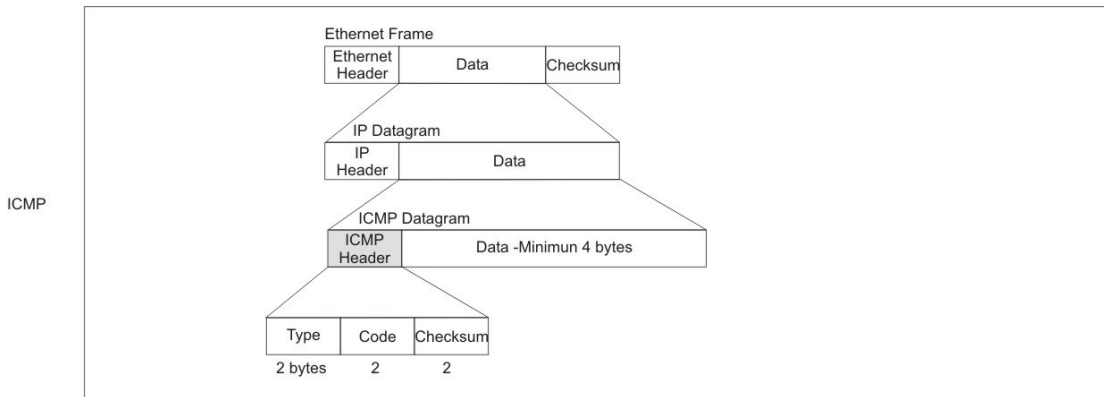 Ethernet Frame
Ethernet
Header
Data
Checksum
IP Datagram
IP
Header
Data
ICMP
ICMP Datagram
ICMP
Header
Data -Minimun 4 bytes
Type
Code
Checksum
2 bytes
2
2